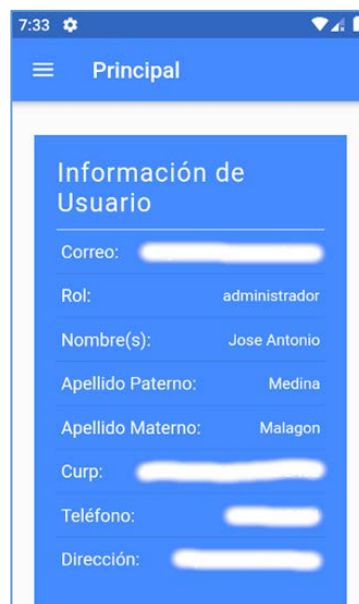 7:33
Principal
Información de
Usuario
Correo:
Rol: administrador
Nombre(s): Jose Antonio
Apellido Paterno: Medina
Apellido Materno: Malagon
Curp:
Teléfono:
Dirección: